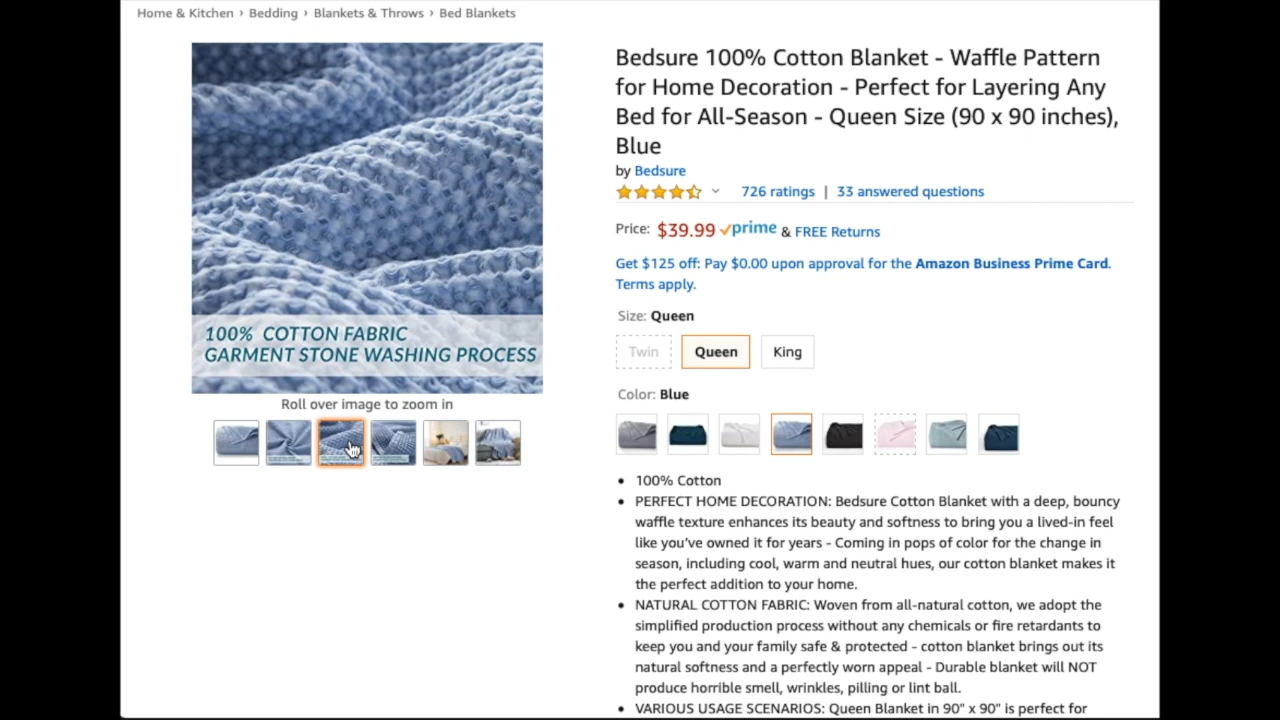 Home & Kitchen › Bedding › Blankets & Throws › Bed Blankets
100% COTTON FABRIC
GARMENT STONE WASHING PROCESS
Roll over image to zoom in
Bedsure 100% Cotton Blanket - Waffle Pattern
for Home Decoration - Perfect for Layering Any
Bed for All-Season - Queen Size (90 x 90 inches),
Blue
by Bedsure
726 ratings | 33 answered questions
Price: $39.99 prime & FREE Returns
Get $125 off: Pay $0.00 upon approval for the Amazon Business Prime Card.
Terms apply.
Size: Queen
Twin Queen King
Color: Blue
• 100% Cotton
• PERFECT HOME DECORATION: Bedsure Cotton Blanket with a deep, bouncy
waffle texture enhances its beauty and softness to bring you a lived-in feel
like you've owned it for years - Coming in pops of color for the change in
season, including cool, warm and neutral hues, our cotton blanket makes it
the perfect addition to your home.
• NATURAL COTTON FABRIC: Woven from all-natural cotton, we adopt the
simplified production process without any chemicals or fire retardants to
keep you and your family safe & protected - cotton blanket brings out its
natural softness and a perfectly worn appeal - Durable blanket will NOT
produce horrible smell, wrinkles, pilling or lint ball.
• VARIOUS USAGE SCENARIOS: Queen Blanket in 90" x 90" is perfect for